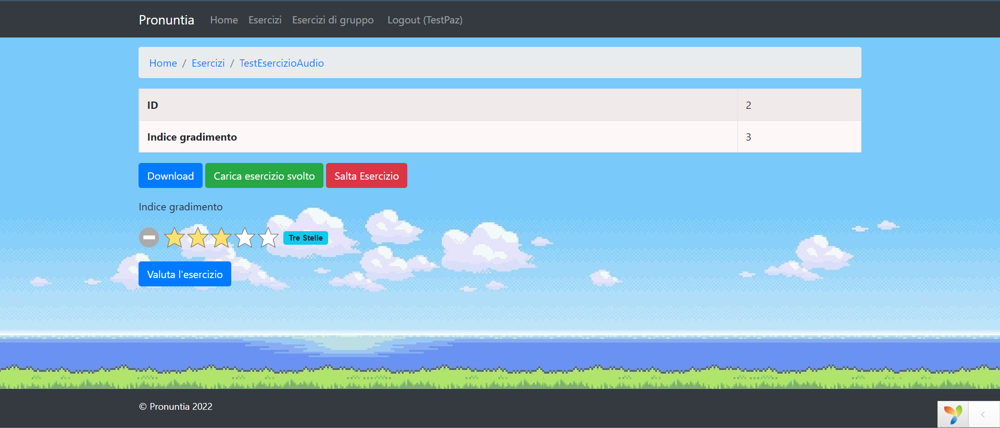 Pronuntia Home Esercizi Esercizi di gruppo Logout (TestPaz)
Home / Esercizi / TestEsercizioAudio
ID 2
Indice gradimento 3
Download Carica esercizio svolto Salta Esercizio
Indice gradimento
Tre Stelle
Valuta l'esercizio
© Pronuntia 2022